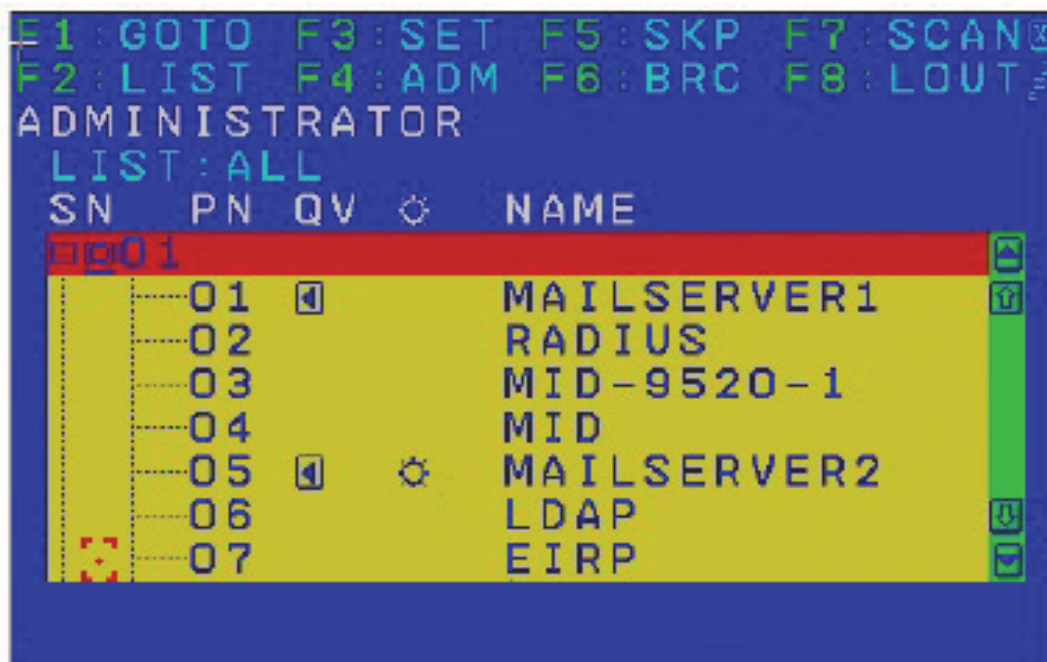 F1:GOTO F3:SET F5:SKP F7:SCAN
F2:LIST F4:ADM F6:BRC F8:LOUT
ADMINISTRATOR
LIST:ALL
SN PN QV NAME
01
01 MAILSERVER1
02 RADIUS
03 MID-9520-1
04 MID
05 MAILSERVER2
06 LDAP
07 EIRP